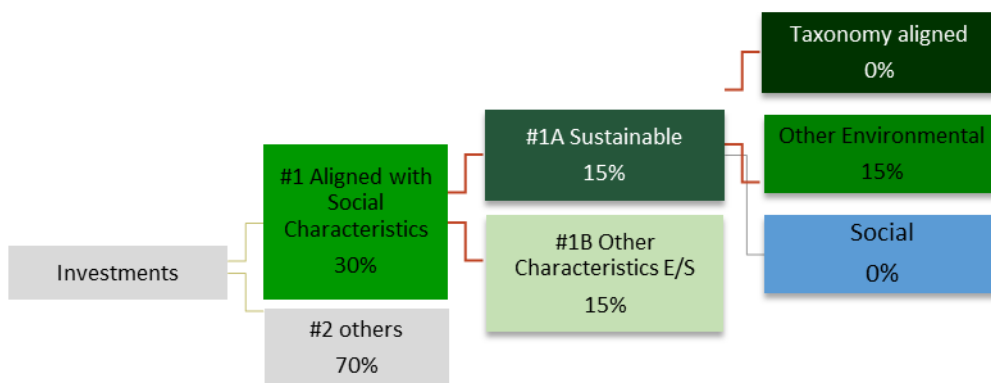 Investments
#1 Aligned with
Social
Characteristics
30%
#2 others
70%
#1A Sustainable
15%
#1B Other
Characteristics E/S
15%
Taxonomy aligned
0%
Other Environmental
15%
Social
0%